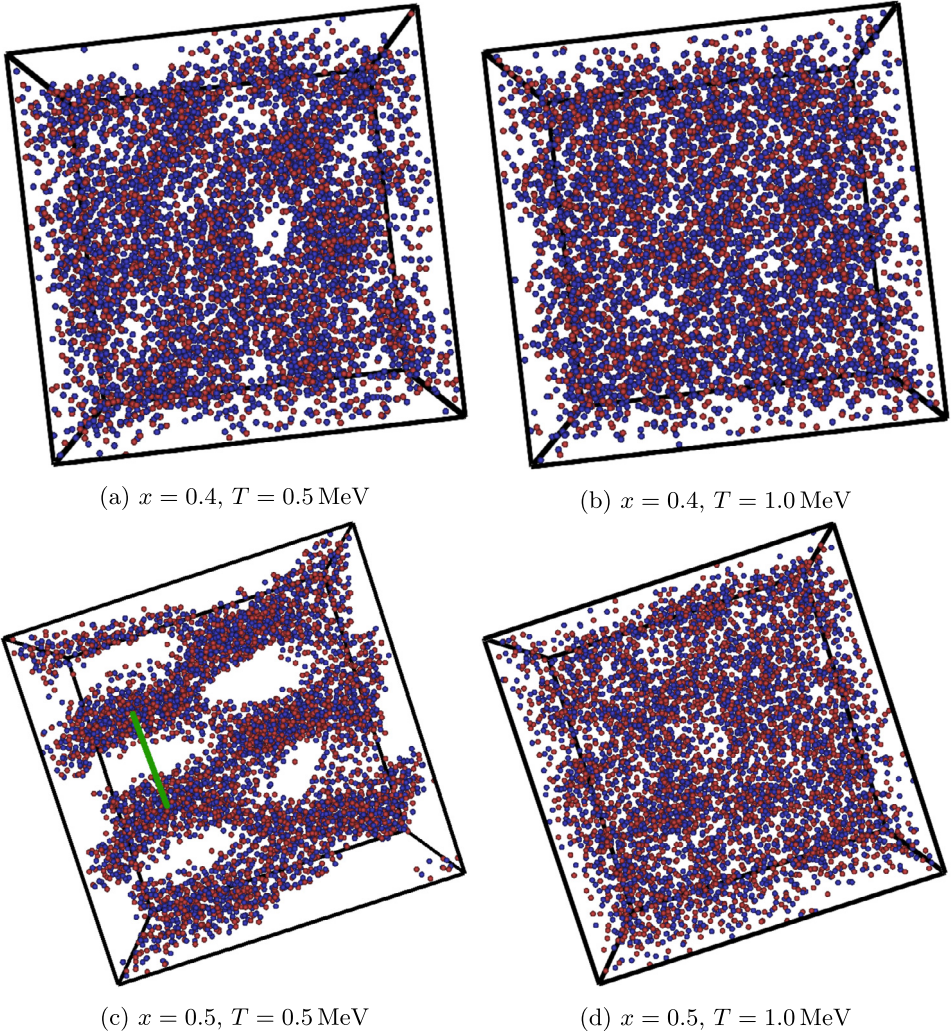 (a) x = 0.4, T = 0.5 MeV
(b) x = 0.4, T = 1.0 MeV
(c) x = 0.5, T = 0.5 MeV
(d) x = 0.5, T = 1.0 MeV